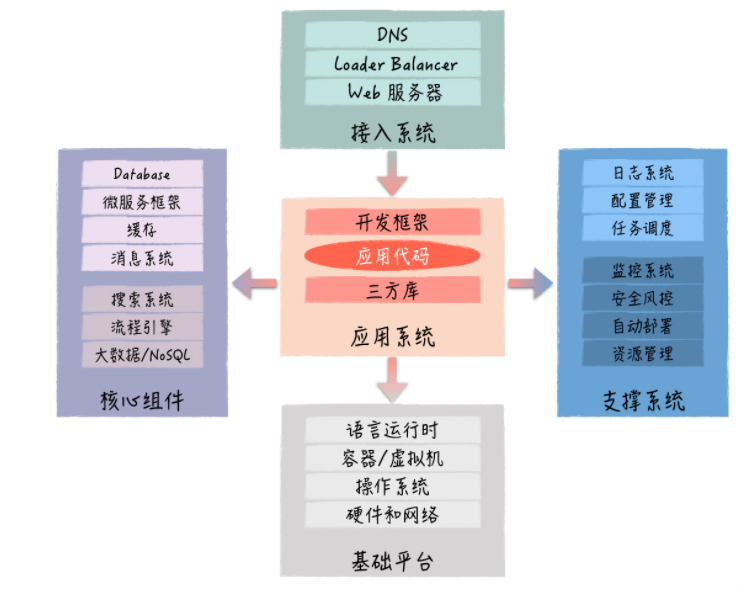 DNS
Loader Balancer
Web 服务器
接入系统
Database
微服务框架
缓存
消息系统
搜索系统
流程引擎
大数据/NoSQL
核心组件
开发框架
应用代码
三方库
应用系统
日志系统
配置管理
任务调度
监控系统
安全风控
自动部署
资源管理
支撑系统
语言运行时
容器/虚拟机
操作系统
硬件和网络
基础平台